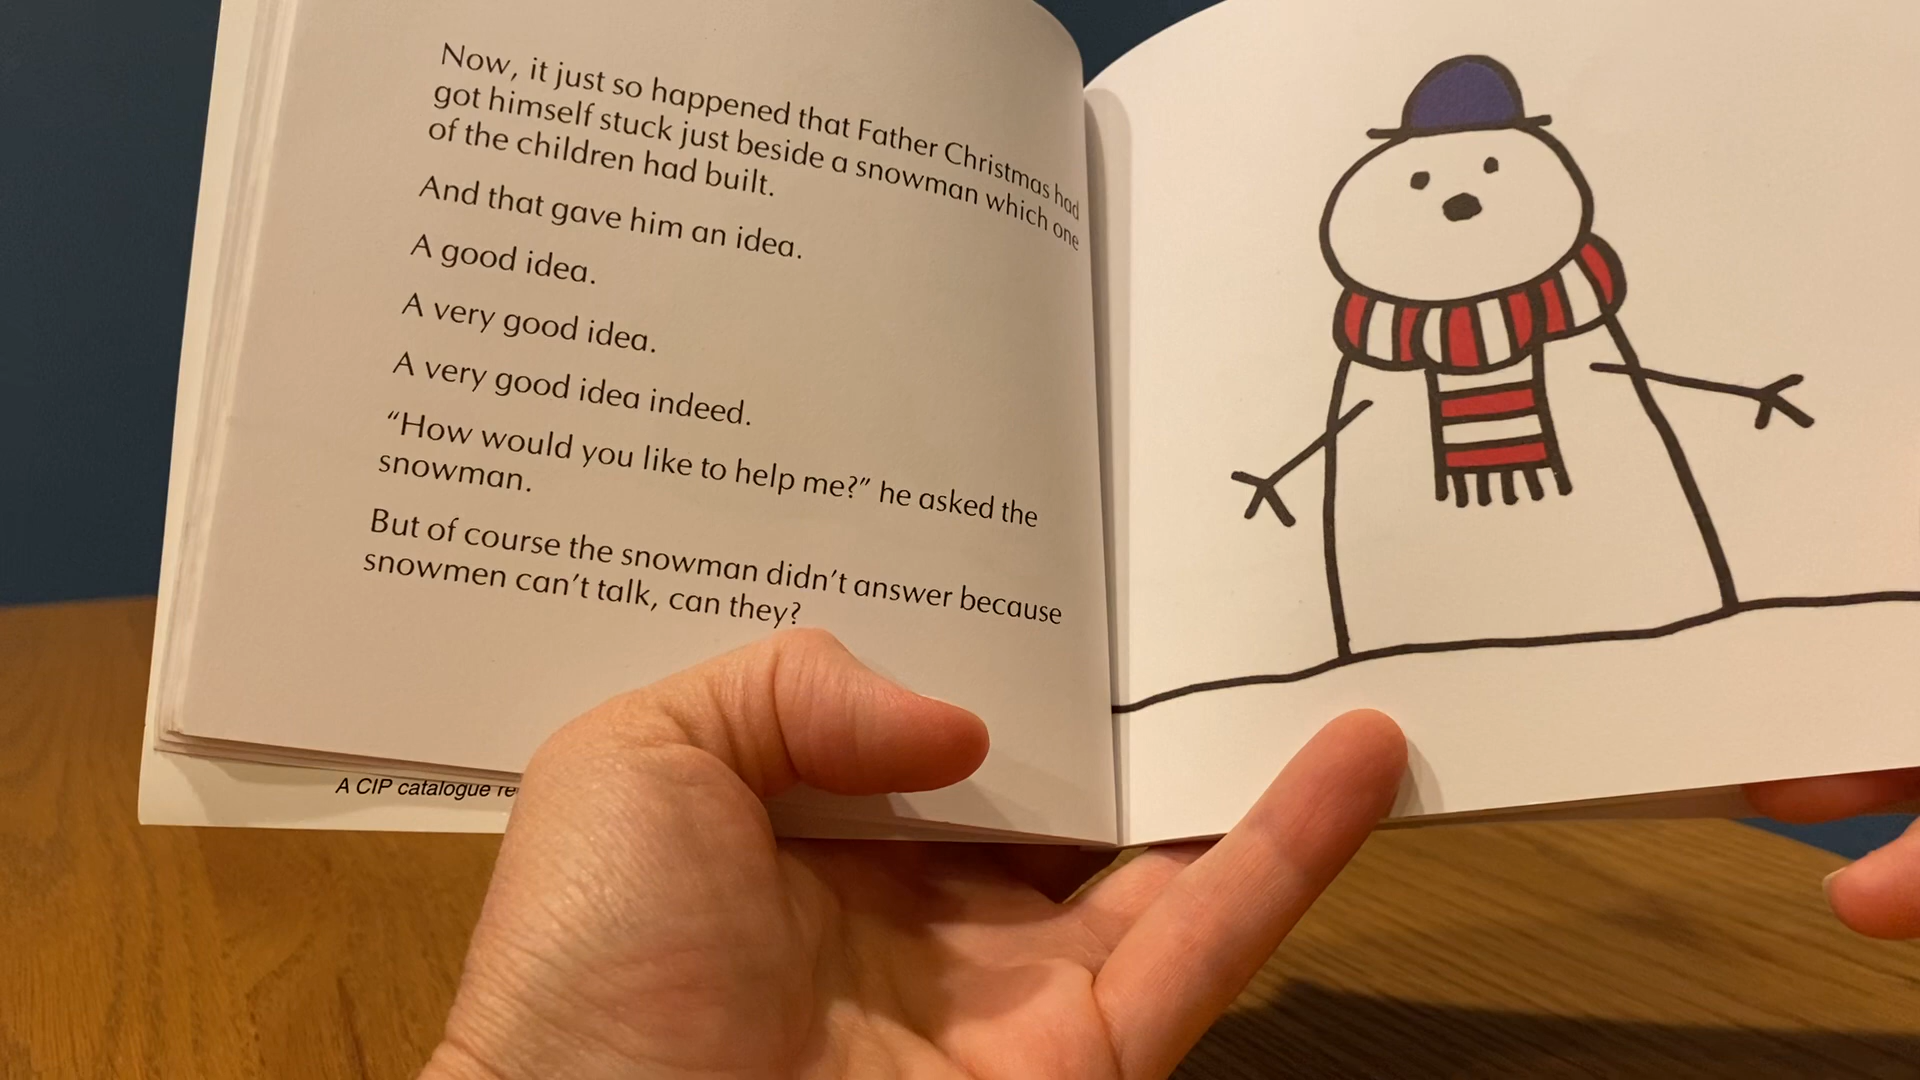 Now, it just so happened that Father Christmas had
got himself stuck just beside a snowman which one
of the children had built.
And that gave him an idea.
A good idea.
A very good idea.
A very good idea indeed.
“How would you like to help me?” he asked the
snowman.
But of course the snowman didn’t answer because
snowmen can’t talk, can they?
A CIP catalogue